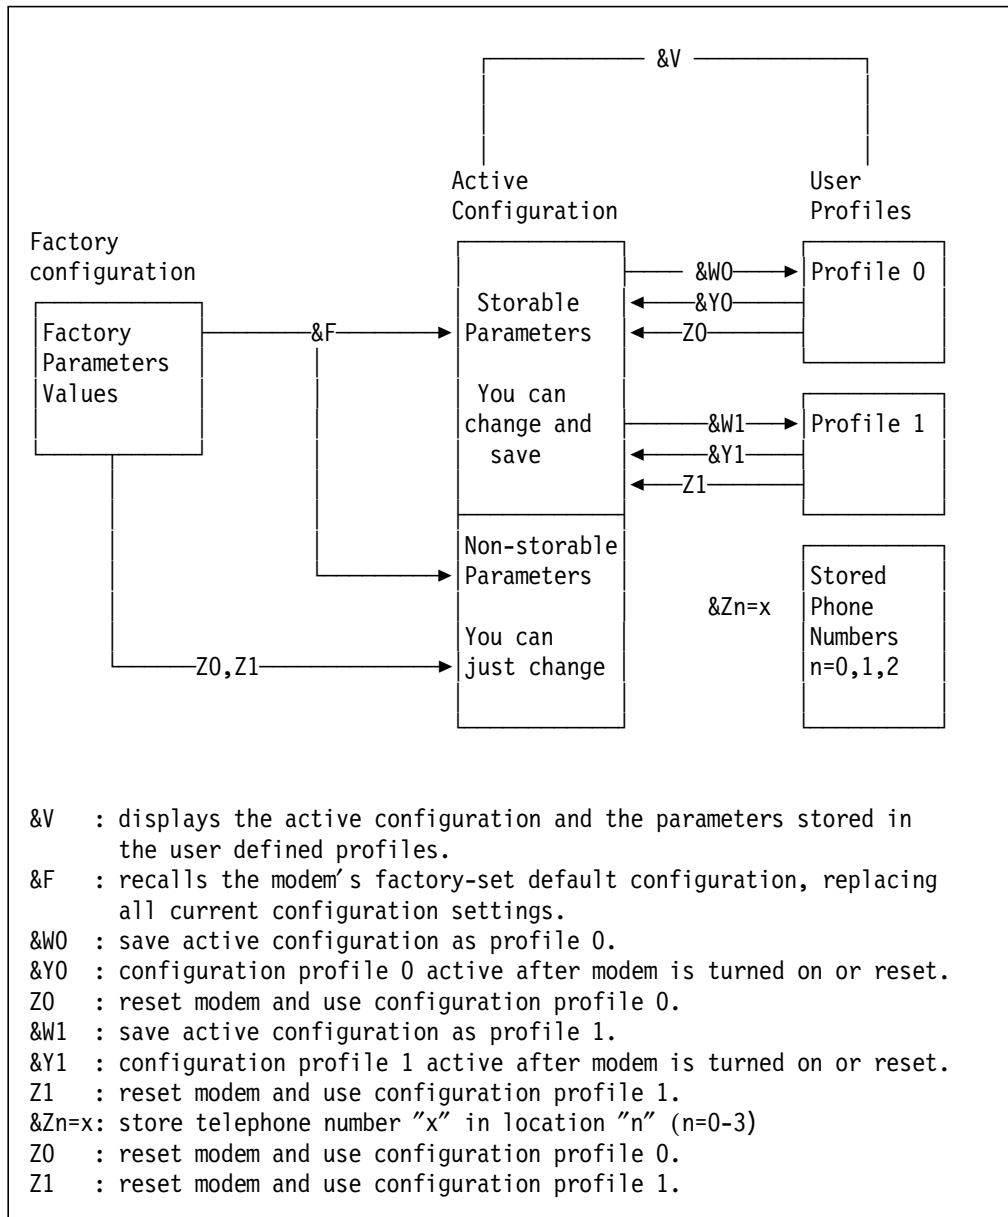 &V
Active User
Configuration Profiles
Factory
configuration
&W0 Profile 0
Storable &Y0
Factory &F Parameters Z0
Parameters
Values You can
change and &W1 Profile 1
save &Y1
Z1
Non-storable
Parameters Stored
&Zn=x Phone
You can Numbers
Z0,Z1 just change n=0,1,2
&V : displays the active configuration and the parameters stored in
the user defined profiles.
&F : recalls the modem′s factory-set default configuration, replacing
all current configuration settings.
&W0 : save active configuration as profile 0.
&Y0 : configuration profile 0 active after modem is turned on or reset.
Z0 : reset modem and use configuration profile 0.
&W1 : save active configuration as profile 1.
&Y1 : configuration profile 1 active after modem is turned on or reset.
Z1 : reset modem and use configuration profile 1.
&Zn=x: store telephone number ″x″ in location ″n″ (n=0-3)
Z0 : reset modem and use configuration profile 0.
Z1 : reset modem and use configuration profile 1.